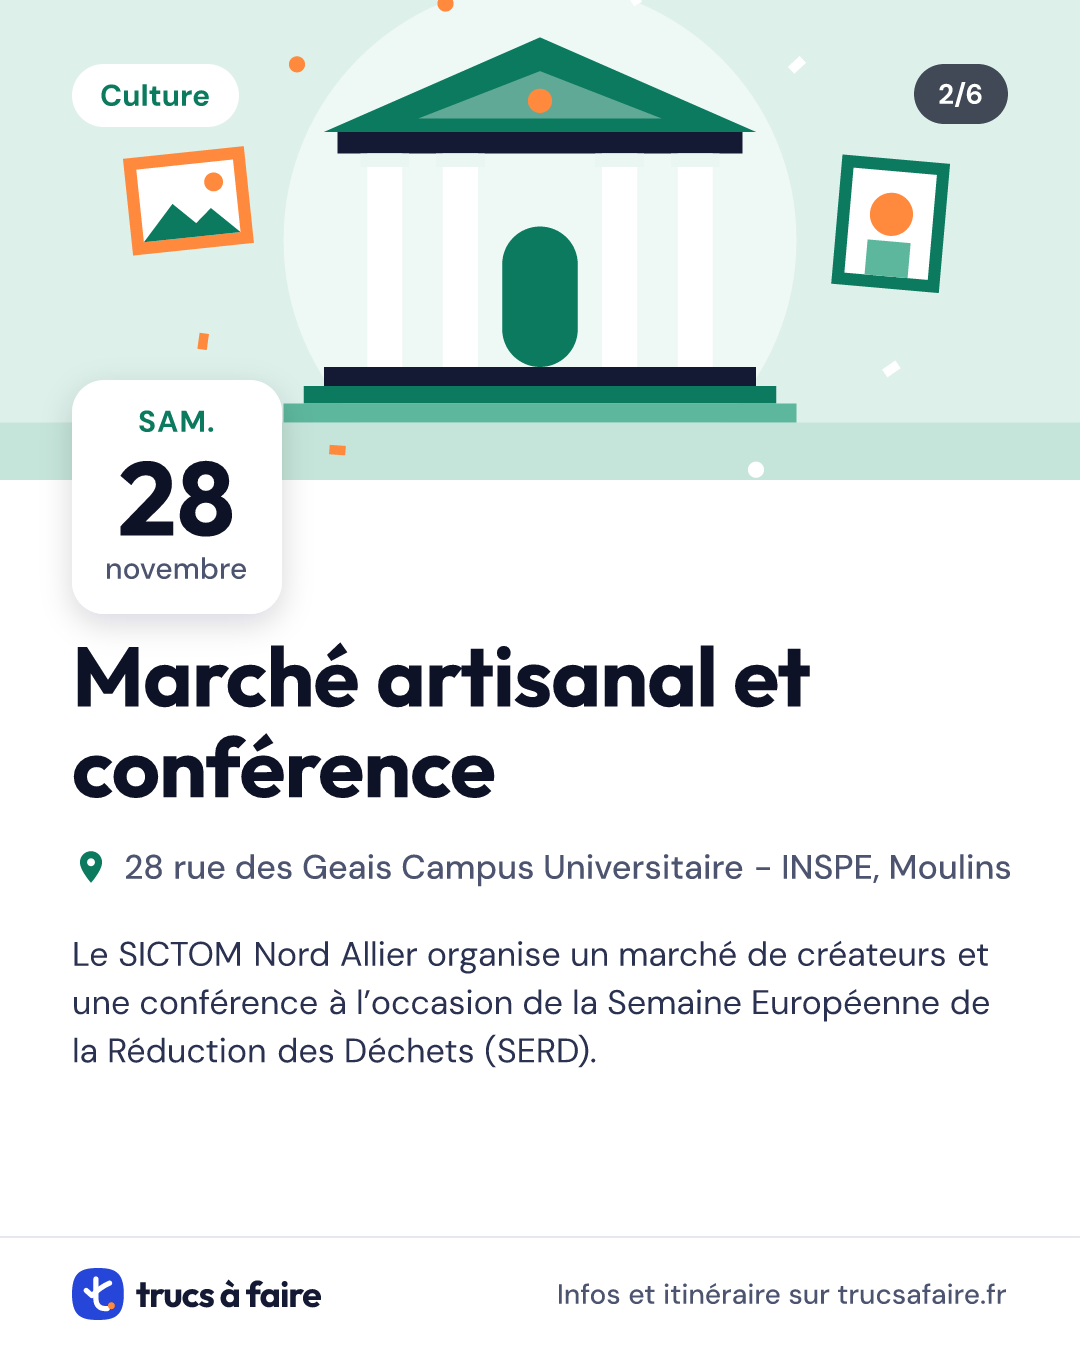 Culture
2/6
SAM.
28
novembre
Marché artisanal et
conférence
28 rue des Geais Campus Universitaire - INSPE, Moulins
Le SICTOM Nord Allier organise un marché de créateurs et
une conférence à l’occasion de la Semaine Européenne de
la Réduction des Déchets (SERD).
trucs à faire
Infos et itinéraire sur trucsafaire.fr